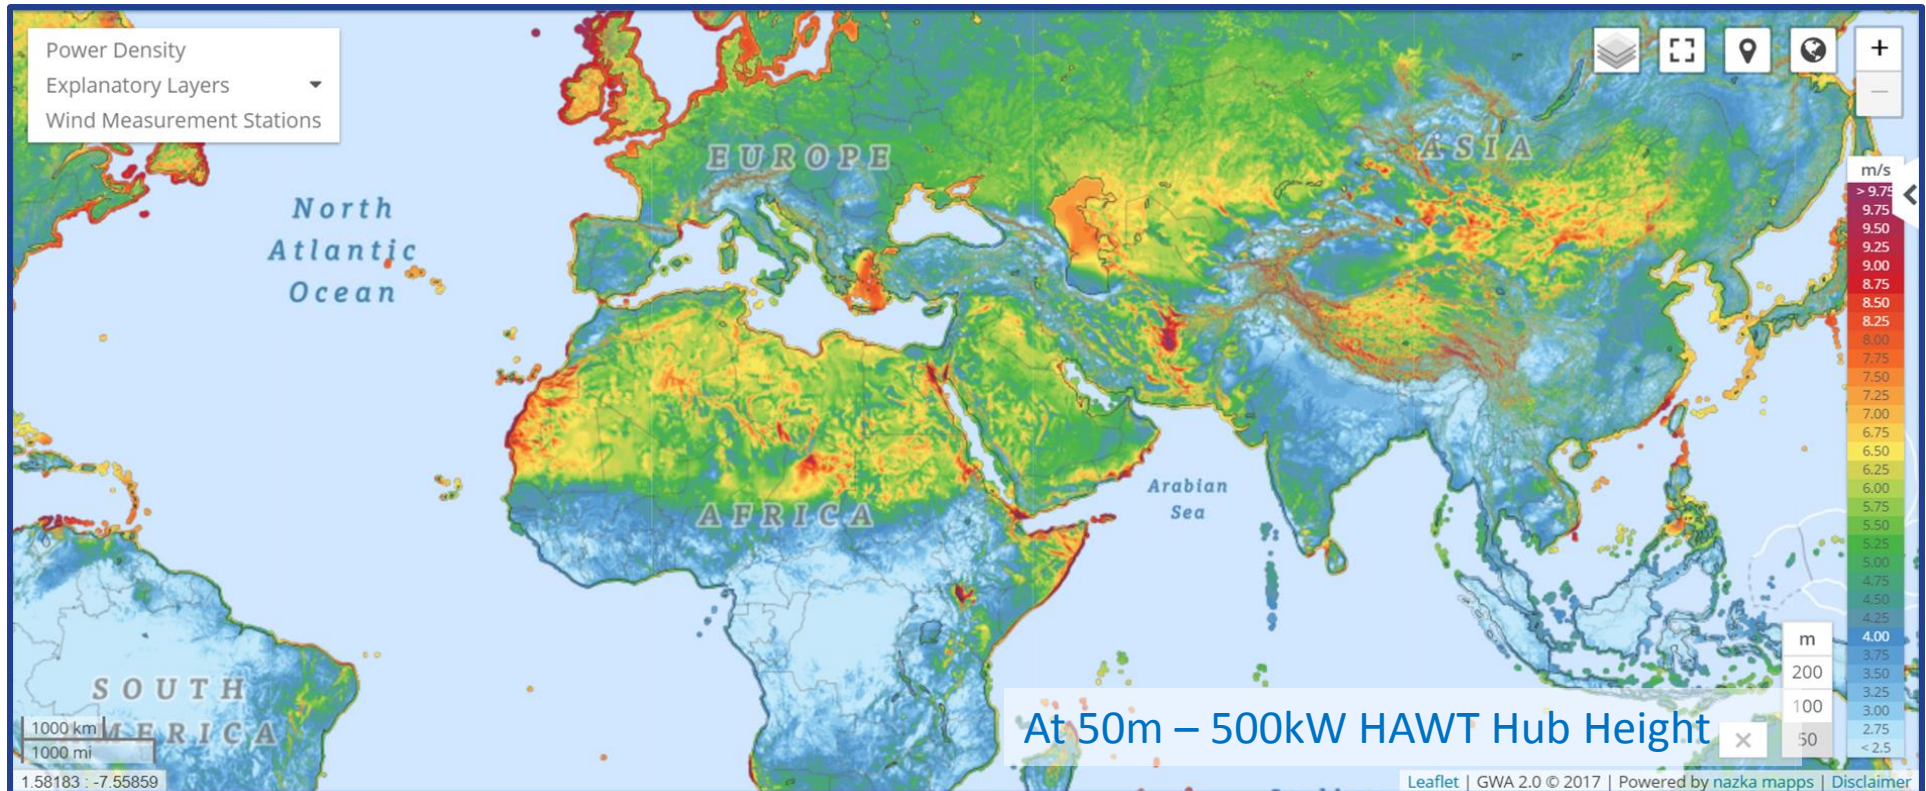 Power Density
Explanatory Layers
Wind Measurement Stations
+
−
EUROPE
ASIA
North
Atlantic
Ocean
m/s
> 9.75
9.75
9.50
9.25
9.00
8.75
8.50
8.25
8.00
7.75
7.50
7.25
7.00
6.75
6.50
6.25
6.00
5.75
5.50
5.25
5.00
4.75
4.50
4.25
4.00
3.75
3.50
3.25
3.00
2.75
< 2.5
Arabian
Sea
AFRICA
SOUTH
AMERICA
m
200
100
50
At 50m – 500kW HAWT Hub Height
1000 km
1000 mi
1.58183 : -7.55859
Leaflet | GWA 2.0 © 2017 | Powered by nazka mapps | Disclaimer